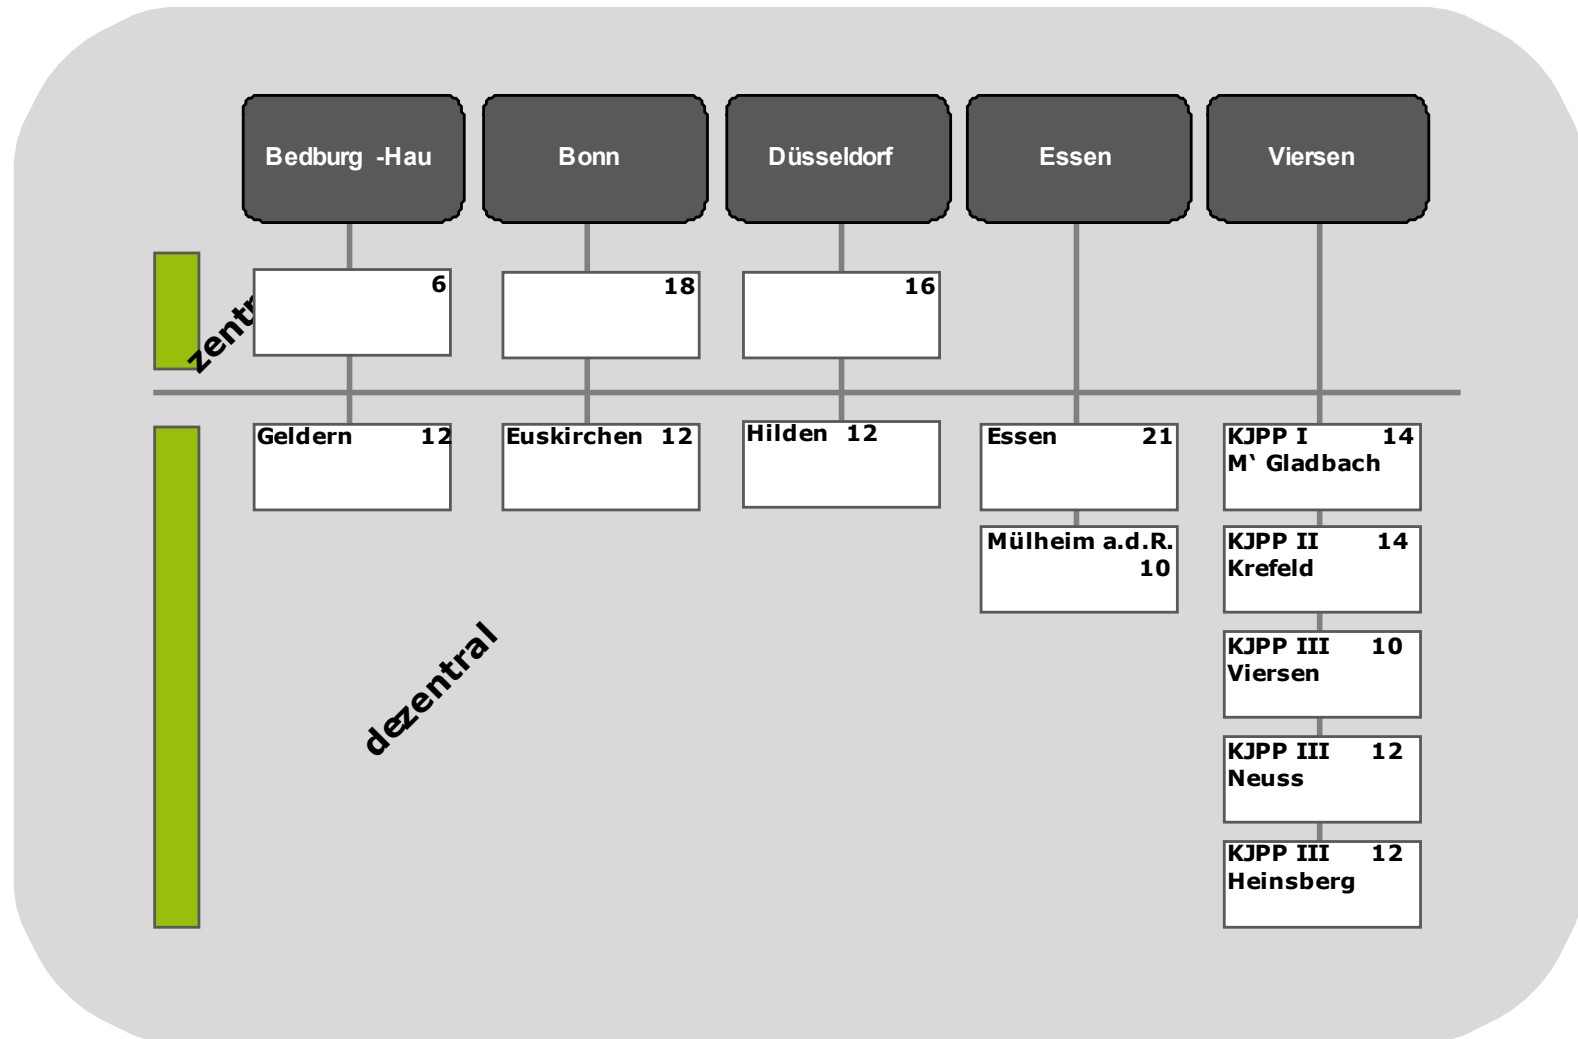 Bedburg -Hau
Bonn
Düsseldorf
Essen
Viersen
zentr
6
18
16
Geldern 12
Euskirchen 12
Hilden 12
Essen 21
Mülheim a.d.R.
10
KJPP I 14
M‘ Gladbach
KJPP II 14
Krefeld
KJPP III 10
Viersen
KJPP III 12
Neuss
KJPP III 12
Heinsberg
dezentral